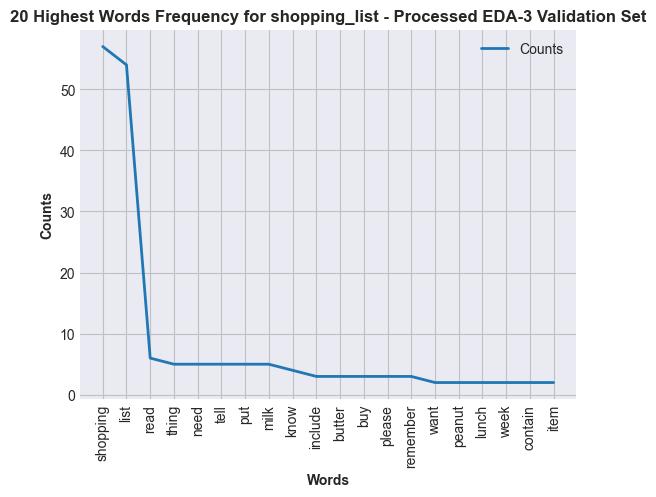 20 Highest Words Frequency for shopping_list - Processed EDA-3 Validation Set
Counts
50
40
30
20
10
0
Counts
shopping
list
read
thing
need
tell
put
milk
know
include
butter
buy
please
remember
want
peanut
lunch
week
contain
item
Words